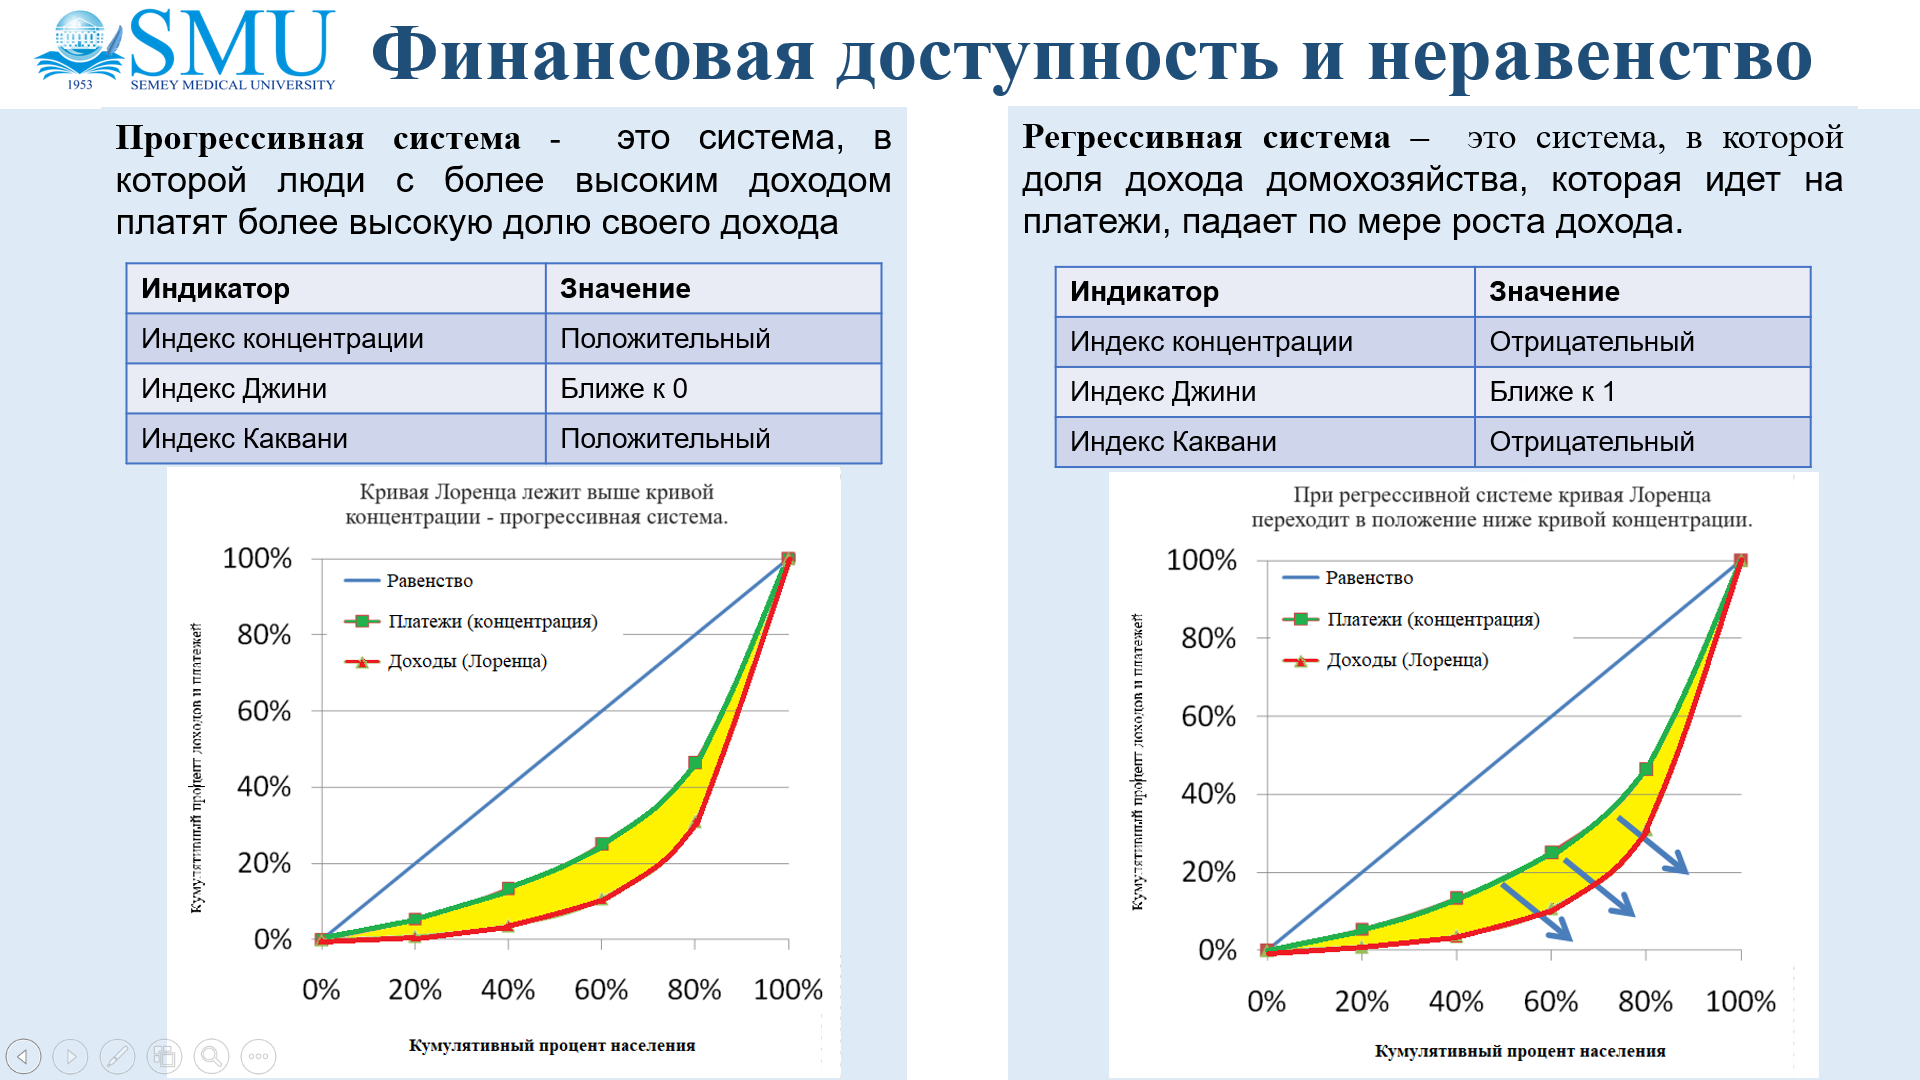 SMU
1953
SEMEY MEDICAL UNIVERSITY
Финансовая доступность и неравенство
Прогрессивная система - это система, в
которой люди с более высоким доходом
платят более высокую долю своего дохода
Индикатор Значение
Индекс концентрации Положительный
Индекс Джини Ближе к 0
Индекс Каквани Положительный
Кривая Лоренца лежит выше кривой
концентрации - прогрессивная система.
Кумулятивный процент доходов и платежей
100%
80%
60%
40%
20%
0%
Равенство
Платежи (концентрация)
Доходы (Лоренца)
0% 20% 40% 60% 80% 100%
Кумулятивный процент населения
Регрессивная система – это система, в которой
доля дохода домохозяйства, которая идет на
платежи, падает по мере роста дохода.
Индикатор Значение
Индекс концентрации Отрицательный
Индекс Джини Ближе к 1
Индекс Каквани Отрицательный
При регрессивной системе кривая Лоренца
переходит в положение ниже кривой концентрации.
Кумулятивный процент доходов и платежей
100%
80%
60%
40%
20%
0%
Равенство
Платежи (концентрация)
Доходы (Лоренца)
0% 20% 40% 60% 80% 100%
Кумулятивный процент населения